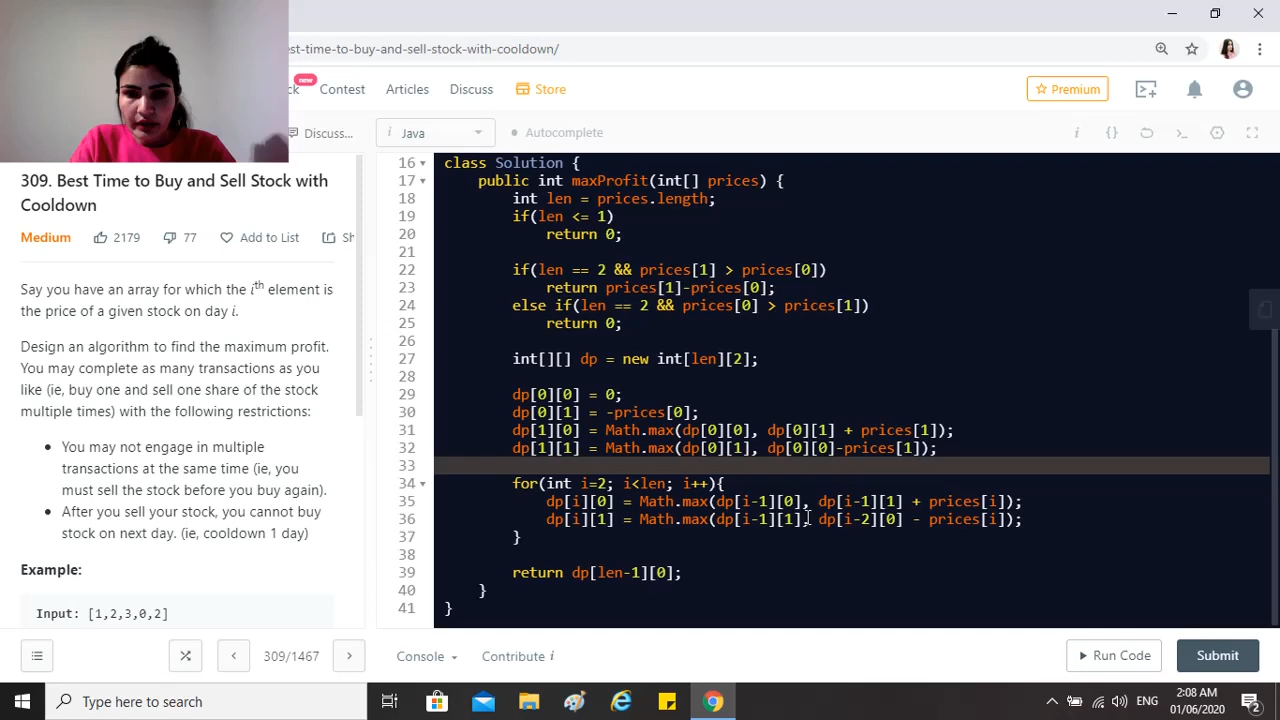 est-time-to-buy-and-sell-stock-with-cooldown/
new
Contest
Articles
Discuss
Store
Premium
Discuss...
i Java
Autocomplete
309. Best Time to Buy and Sell Stock with
Cooldown
Medium
2179
77
Add to List
Sh
Say you have an array for which the ith element is
the price of a given stock on day i.
Design an algorithm to find the maximum profit.
You may complete as many transactions as you
like (ie, buy one and sell one share of the stock
multiple times) with the following restrictions:
You may not engage in multiple
transactions at the same time (ie, you
must sell the stock before you buy again).
After you sell your stock, you cannot buy
stock on next day. (ie, cooldown 1 day)
Example:
Input: [1,2,3,0,2]
16 class Solution {
17 public int maxProfit(int[] prices) {
18 int len = prices.length;
19 if(len <= 1)
20 return 0;
21
22 if(len == 2 && prices[1] > prices[0])
23 return prices[1]-prices[0];
24 else if(len == 2 && prices[0] > prices[1])
25 return 0;
26
27 int[][] dp = new int[len][2];
28
29 dp[0][0] = 0;
30 dp[0][1] = -prices[0];
31 dp[1][0] = Math.max(dp[0][0], dp[0][1] + prices[1]);
32 dp[1][1] = Math.max(dp[0][1], dp[0][0]-prices[1]);
33
34 for(int i=2; i<len; i++){
35 dp[i][0] = Math.max(dp[i-1][0], dp[i-1][1] + prices[i]);
36 dp[i][1] = Math.max(dp[i-1][1], dp[i-2][0] - prices[i]);
37 }
38
39 return dp[len-1][0];
40 }
41 }
309/1467
Console
Contribute i
Run Code
Submit
Type here to search
ENG
2:08 AM
01/06/2020
2